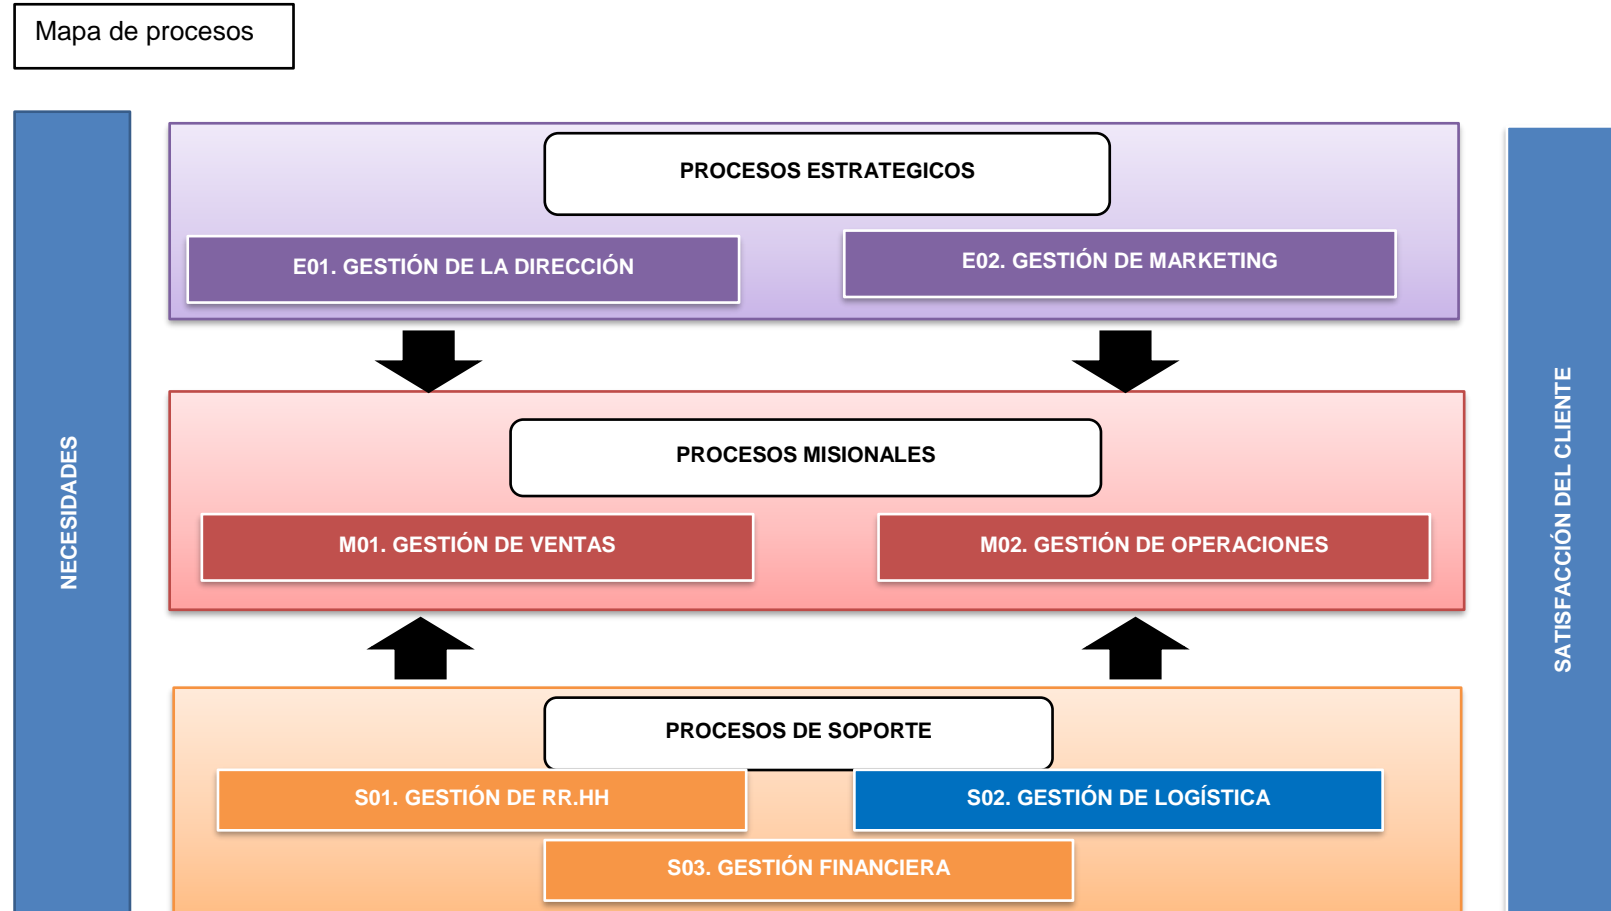 Mapa de procesos
NECESIDADES
PROCESOS ESTRATEGICOS
E01. GESTIÓN DE LA DIRECCIÓN
E02. GESTIÓN DE MARKETING
PROCESOS MISIONALES
M01. GESTIÓN DE VENTAS
M02. GESTIÓN DE OPERACIONES
PROCESOS DE SOPORTE
S01. GESTIÓN DE RR.HH
S02. GESTIÓN DE LOGÍSTICA
S03. GESTIÓN FINANCIERA
SATISFACCIÓN DEL CLIENTE